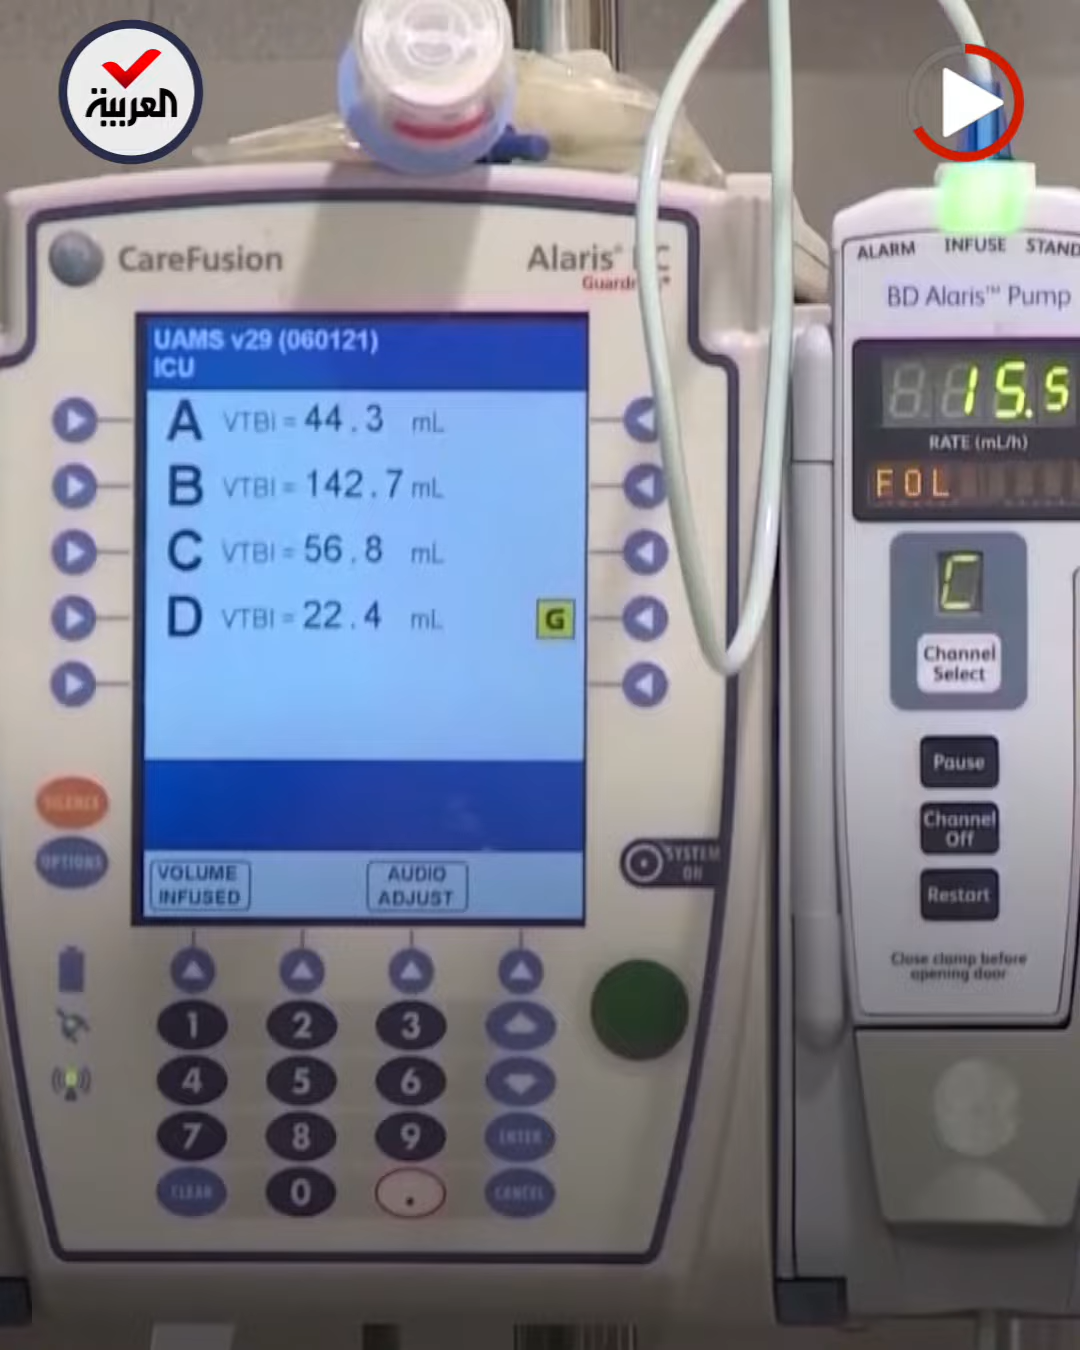 العربية
CareFusion
Alaris®
UAMS v29 (060121)
ICU
A VTBI = 44.3 mL
B VTBI = 142.7 mL
C VTBI = 56.8 mL
D VTBI = 22.4 mL G
SILENCE
OPTIONS
VOLUME
INFUSED
AUDIO
ADJUST
SYSTEM
ON
1 2 3
4 5 6
7 8 9 ENTER
CLEAR 0 . CANCEL
ALARM INFUSE
BD Alaris™ Pump
15.5
RATE (mL/h)
FOL
C
Channel
Select
Pause
Channel
Off
Restart
Close clamp before
opening door